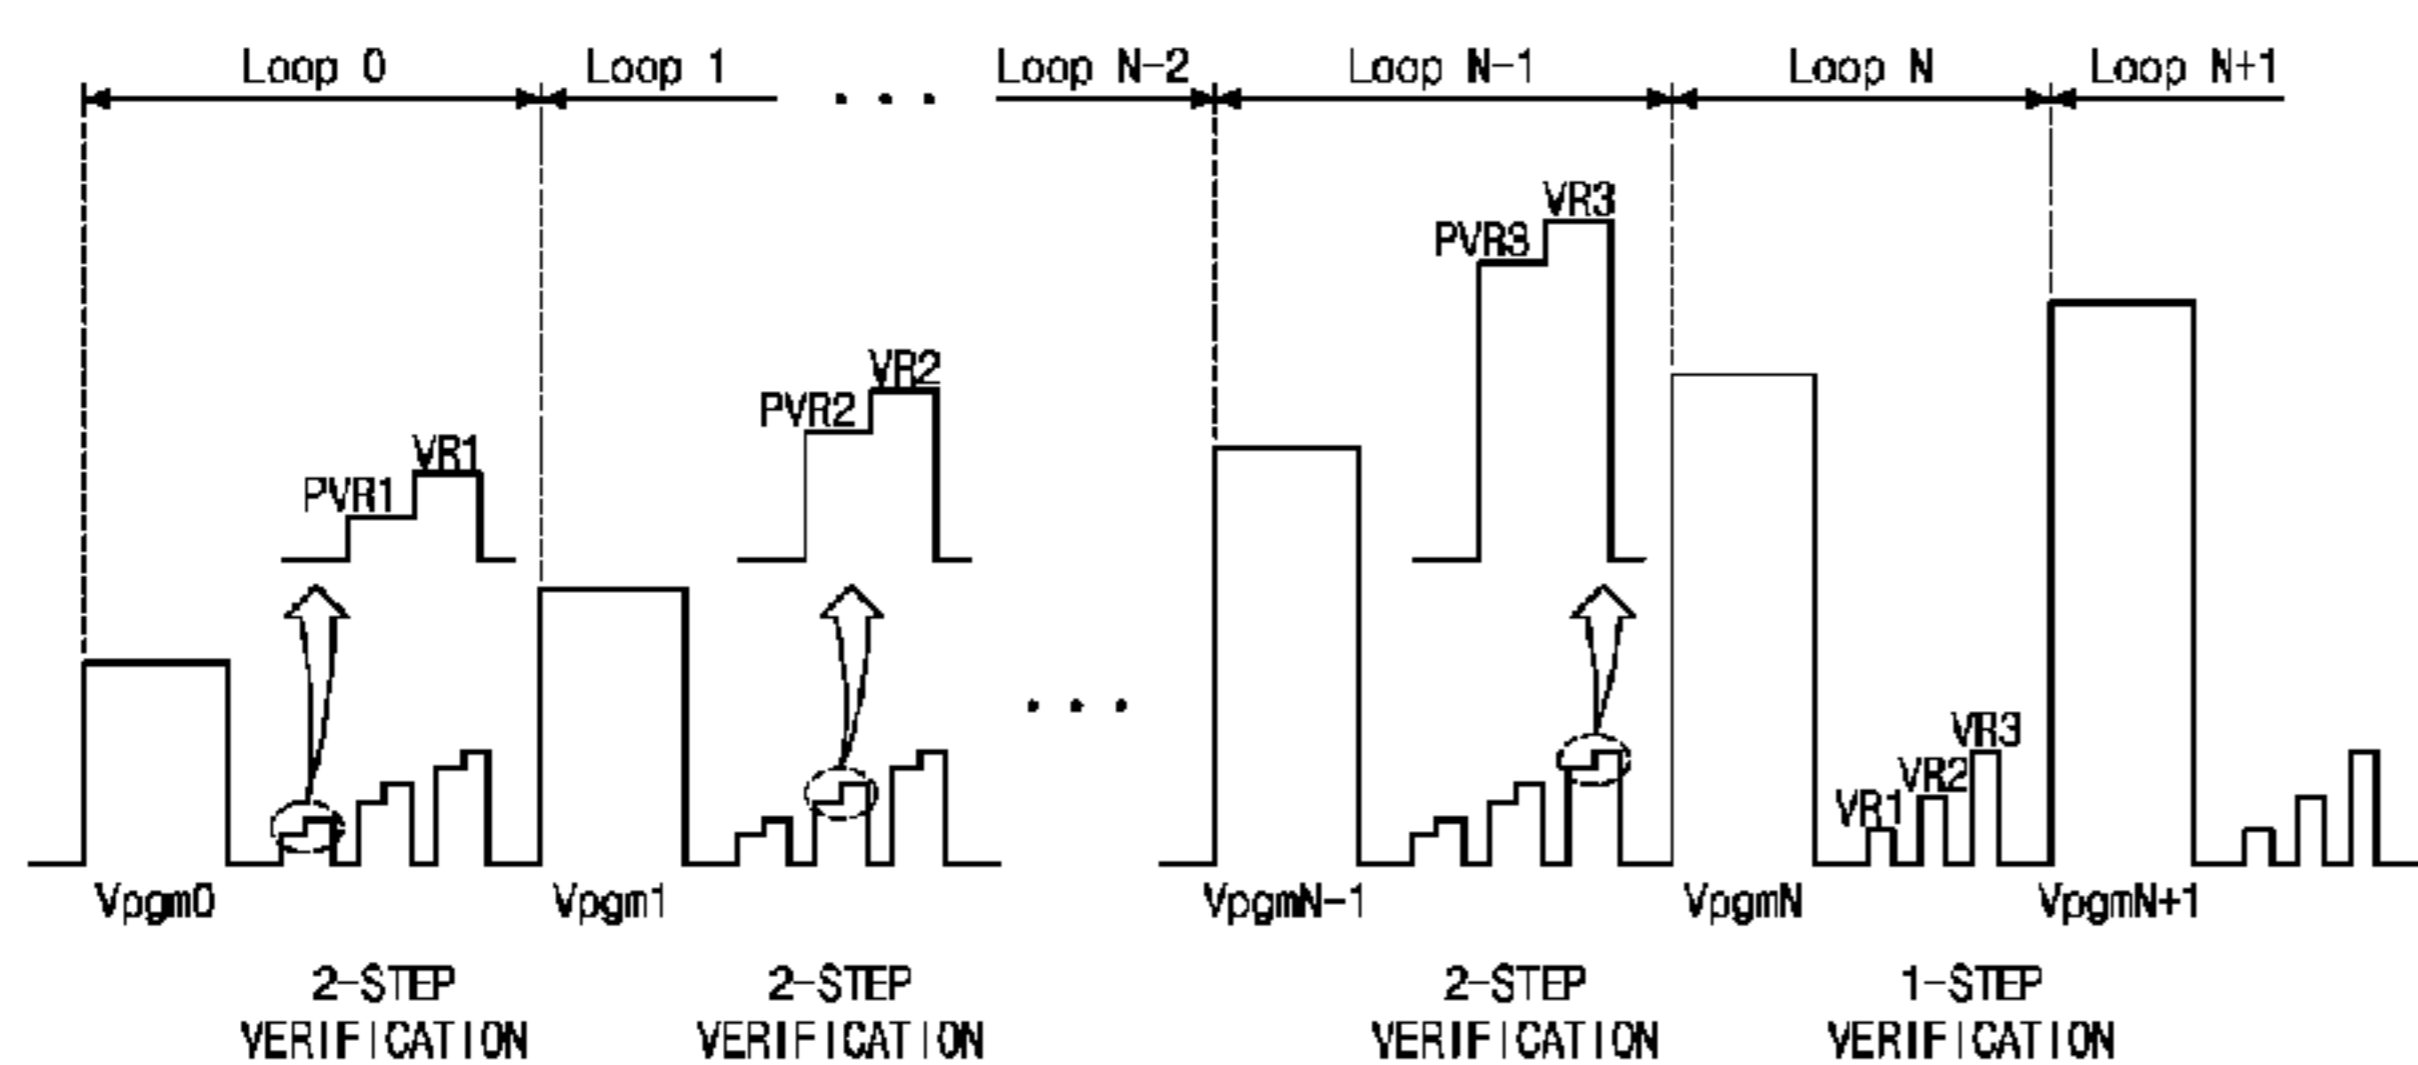 Loop 0 Loop 1 • • • Loop N-2 Loop N-1 Loop N Loop N+1
VR3
PVR3
VR2
PVR2
VR1
PVR1
• • •
VR3
VR2
VR1
Vpgm0 Vpgm1 VpgmN-1 VpgmN VpgmN+1
2-STEP 2-STEP 2-STEP 1-STEP
VERIFICATION VERIFICATION VERIFICATION VERIFICATION